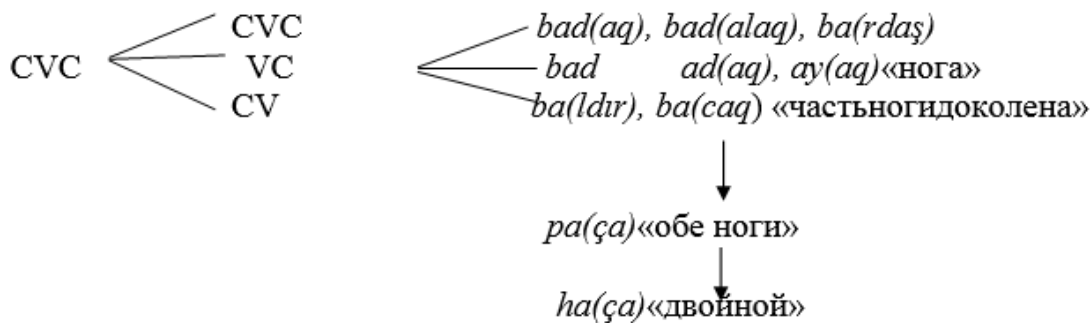 CVC bad(aq), bad(alaq), ba(rdaş)
CVC VC bad ad(aq), ay(aq)«нога»
CV ba(ldır), ba(caq) «частьногидоколена»
pa(ça)«обе ноги»
ha(ça)«двойной»